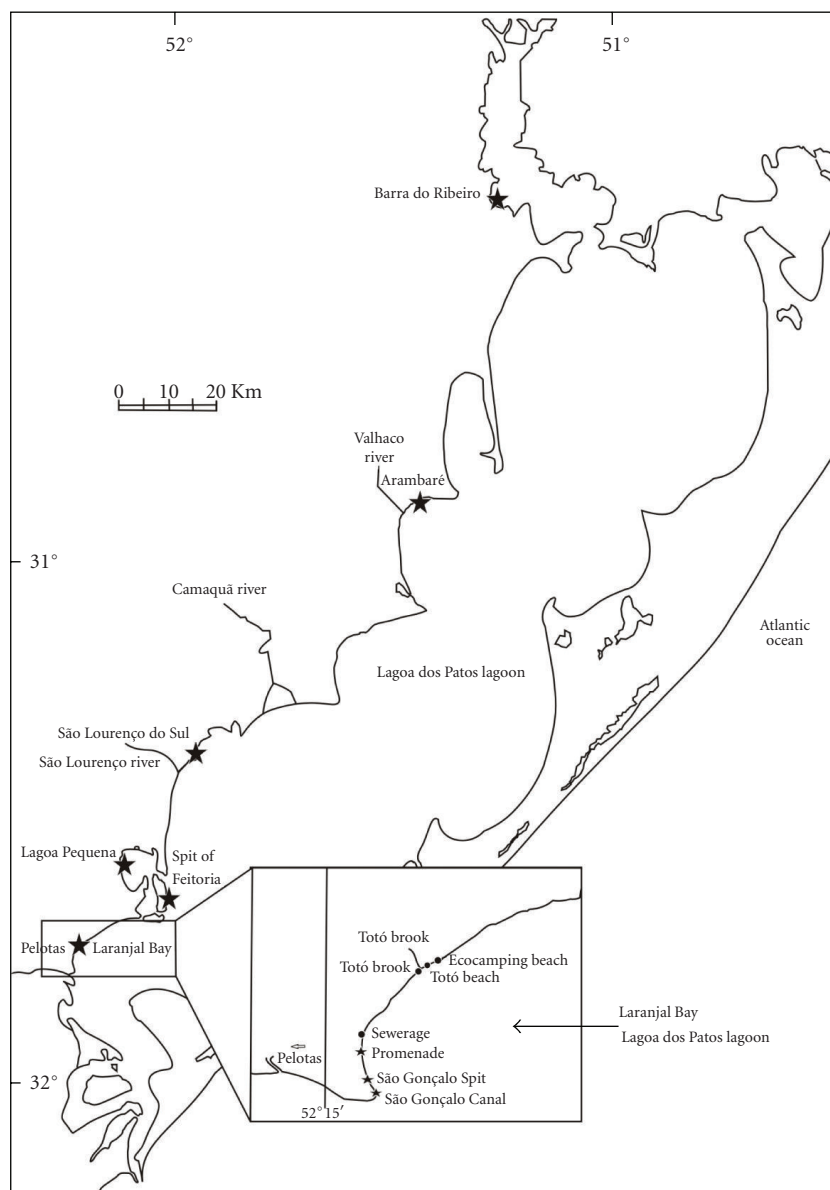 52°
51°
Barra do Ribeiro
0 10 20 Km
Valhaco
river
Arambaré
31°
Camaquã river
Atlantic
ocean
Lagoa dos Patos lagoon
São Lourenço do Sul
São Lourenço river
Lagoa Pequena
Spit of
Feitoria
Pelotas
Laranjal Bay
Totó brook
Ecocamping beach
Totó brook
Totó beach
Laranjal Bay
Lagoa dos Patos lagoon
Sewerage
Promenade
⇦
Pelotas
São Gonçalo Spit
32°
São Gonçalo Canal
52°15′